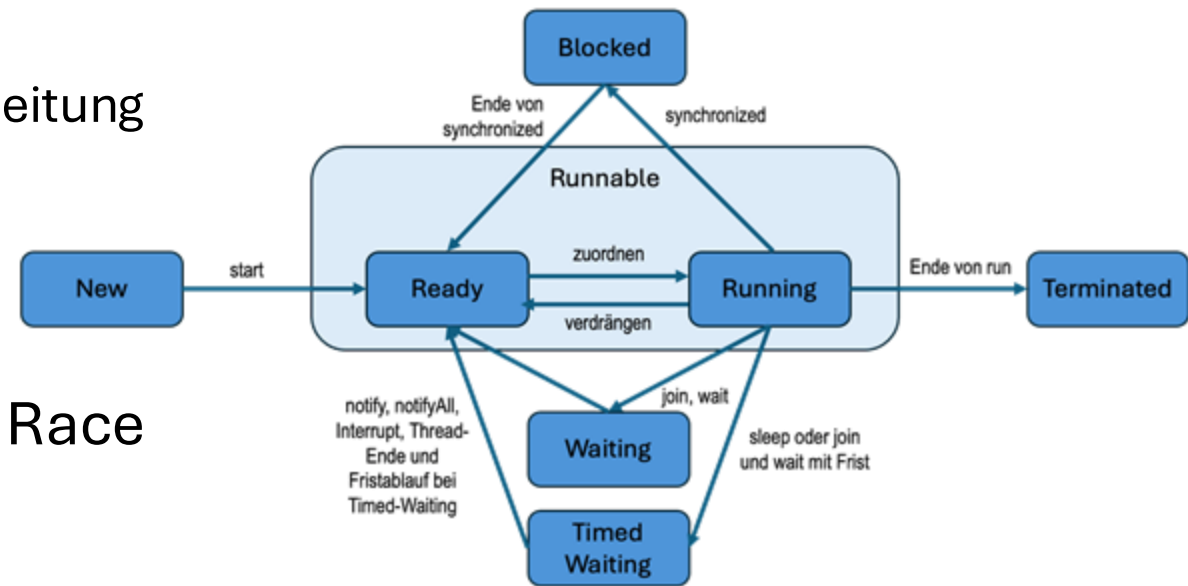 Blocked
eitung
Ende von
synchronized
synchronized
Runnable
New
start
Ready
zuordnen
verdrängen
Running
Ende von run
Terminated
Race
notify, notifyAll,
Interrupt, Thread-
Ende und
Fristablauf bei
Timed-Waiting
join, wait
Waiting
sleep oder join
und wait mit Frist
Timed
Waiting